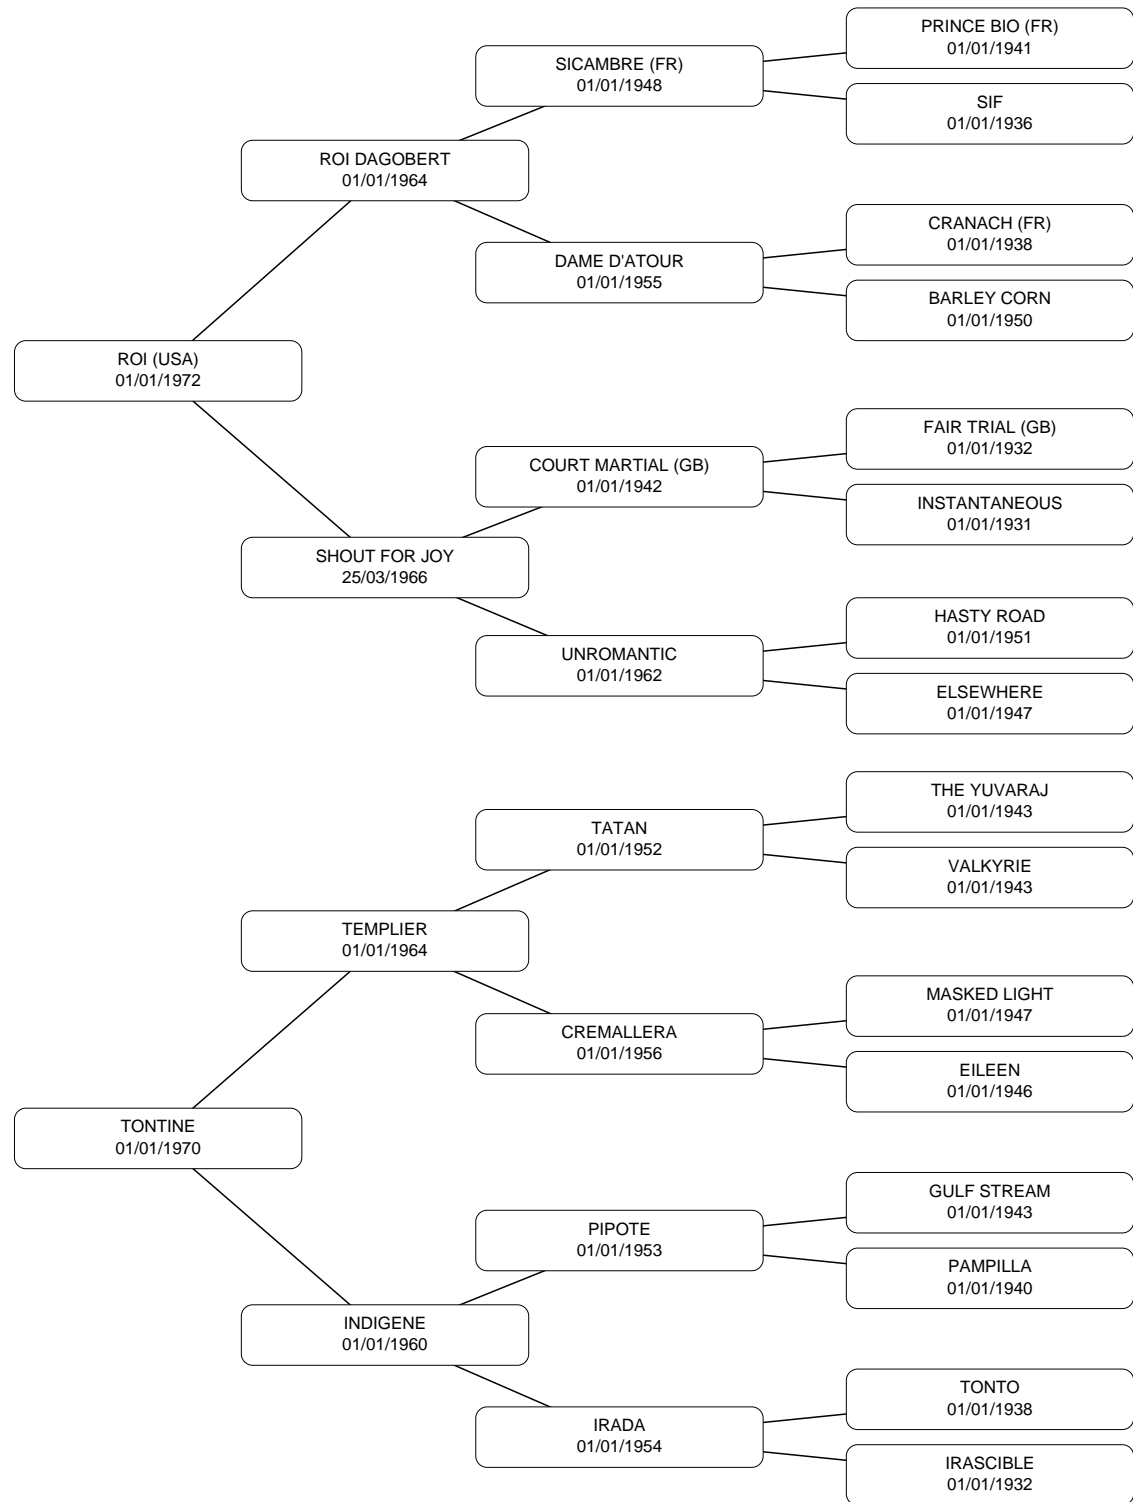 PRINCE BIO (FR)
01/01/1941
SICAMBRE (FR)
01/01/1948
SIF
01/01/1936
ROI DAGOBERT
01/01/1964
CRANACH (FR)
01/01/1938
DAME D'ATOUR
01/01/1955
BARLEY CORN
01/01/1950
ROI (USA)
01/01/1972
FAIR TRIAL (GB)
01/01/1932
COURT MARTIAL (GB)
01/01/1942
INSTANTANEOUS
01/01/1931
SHOUT FOR JOY
25/03/1966
HASTY ROAD
01/01/1951
UNROMANTIC
01/01/1962
ELSEWHERE
01/01/1947
THE YUVARAJ
01/01/1943
TATAN
01/01/1952
VALKYRIE
01/01/1943
TEMPLIER
01/01/1964
MASKED LIGHT
01/01/1947
CREMALLERA
01/01/1956
EILEEN
01/01/1946
TONTINE
01/01/1970
GULF STREAM
01/01/1943
PIPOTE
01/01/1953
PAMPILLA
01/01/1940
INDIGENE
01/01/1960
TONTO
01/01/1938
IRADA
01/01/1954
IRASCIBLE
01/01/1932